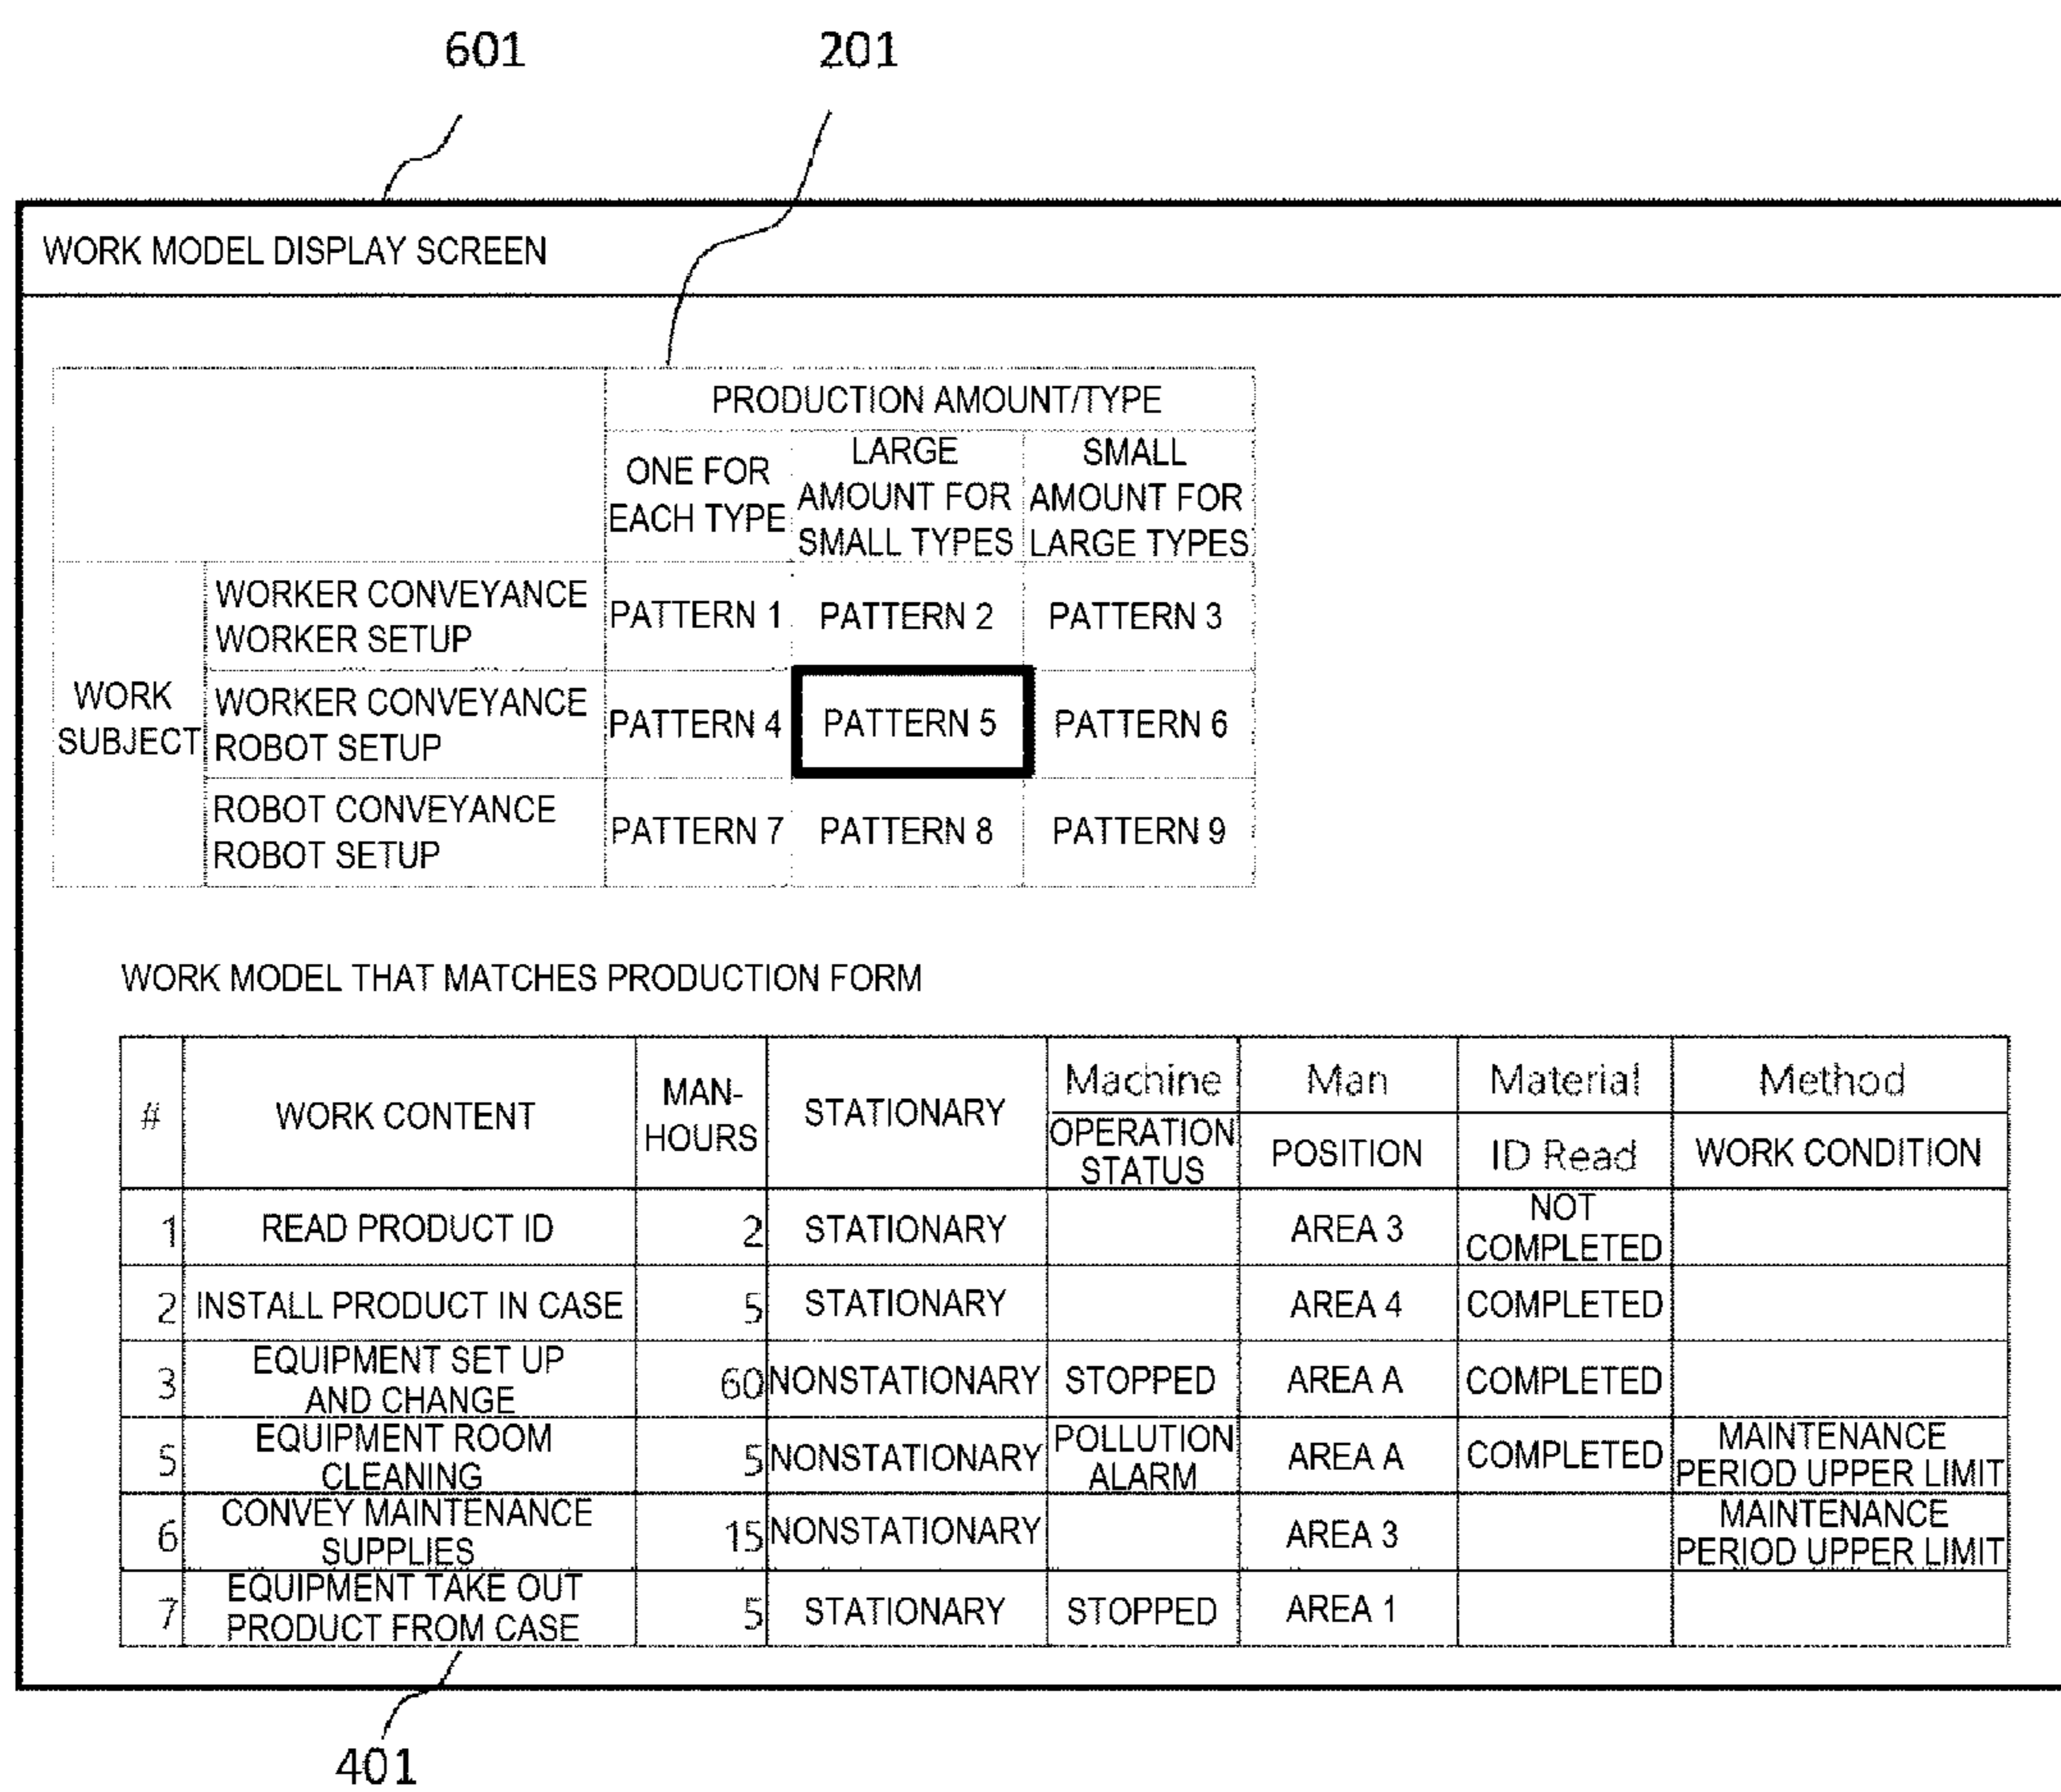 601
201
WORK MODEL DISPLAY SCREEN
PRODUCTION AMOUNT/TYPE
ONE FOR
EACH TYPE
LARGE
AMOUNT FOR
SMALL TYPES
SMALL
AMOUNT FOR
LARGE TYPES
WORK
SUBJECT
WORKER CONVEYANCE
WORKER SETUP
PATTERN 1
PATTERN 2
PATTERN 3
WORKER CONVEYANCE
ROBOT SETUP
PATTERN 4
PATTERN 5
PATTERN 6
ROBOT CONVEYANCE
ROBOT SETUP
PATTERN 7
PATTERN 8
PATTERN 9
WORK MODEL THAT MATCHES PRODUCTION FORM
#
WORK CONTENT
MAN-
HOURS
STATIONARY
Machine
OPERATION
STATUS
Man
POSITION
Material
ID Read
Method
WORK CONDITION
1
READ PRODUCT ID
2
STATIONARY
AREA 3
NOT
COMPLETED
2
INSTALL PRODUCT IN CASE
5
STATIONARY
AREA 4
COMPLETED
3
EQUIPMENT SET UP
AND CHANGE
60
NONSTATIONARY
STOPPED
AREA A
COMPLETED
5
EQUIPMENT ROOM
CLEANING
5
NONSTATIONARY
POLLUTION
ALARM
AREA A
COMPLETED
MAINTENANCE
PERIOD UPPER LIMIT
6
CONVEY MAINTENANCE
SUPPLIES
15
NONSTATIONARY
AREA 3
MAINTENANCE
PERIOD UPPER LIMIT
7
EQUIPMENT TAKE OUT
PRODUCT FROM CASE
5
STATIONARY
STOPPED
AREA 1
401